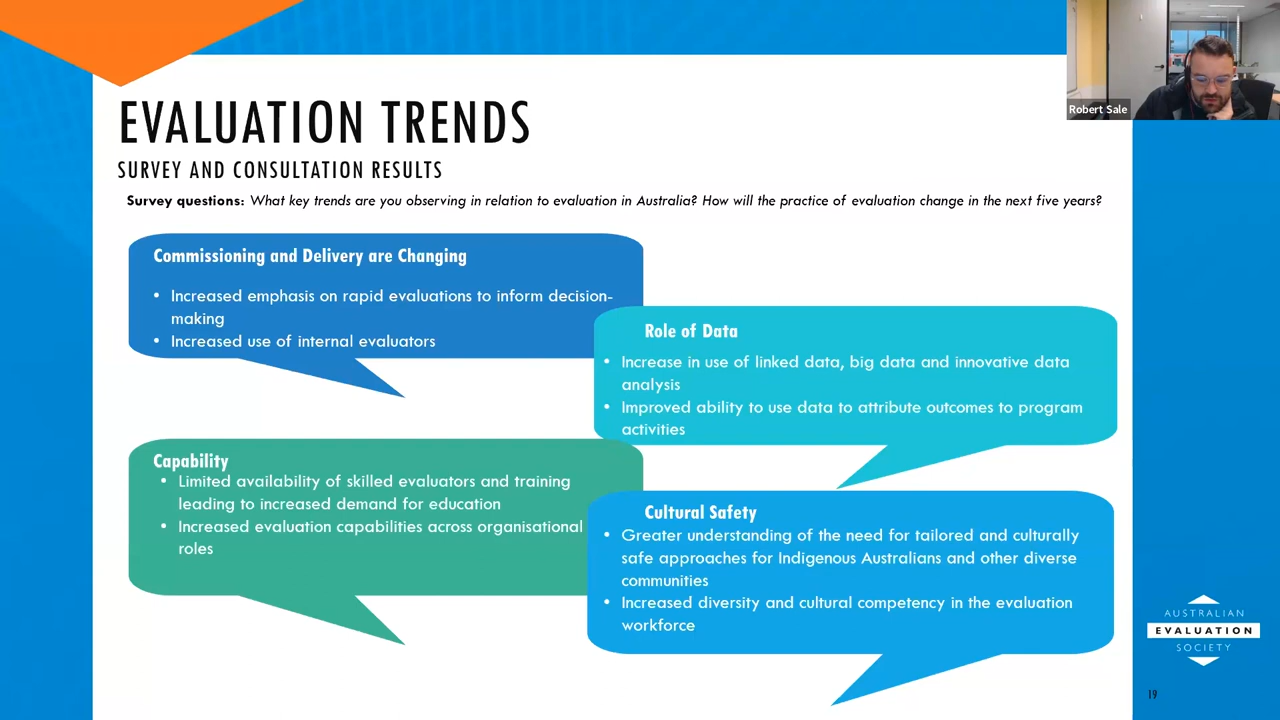 Robert Sale
EVALUATION TRENDS
SURVEY AND CONSULTATION RESULTS
Survey questions: What key trends are you observing in relation to evaluation in Australia? How will the practice of evaluation change in the next five years?
Commissioning and Delivery are Changing
• Increased emphasis on rapid evaluations to inform decision-
making
• Increased use of internal evaluators
Role of Data
• Increase in use of linked data, big data and innovative data
analysis
• Improved ability to use data to attribute outcomes to program
activities
Capability
• Limited availability of skilled evaluators and training
leading to increased demand for education
• Increased evaluation capabilities across organisational
roles
Cultural Safety
• Greater understanding of the need for tailored and culturally
safe approaches for Indigenous Australians and other diverse
communities
• Increased diversity and cultural competency in the evaluation
workforce
AUSTRALIAN
EVALUATION
SOCIETY
19